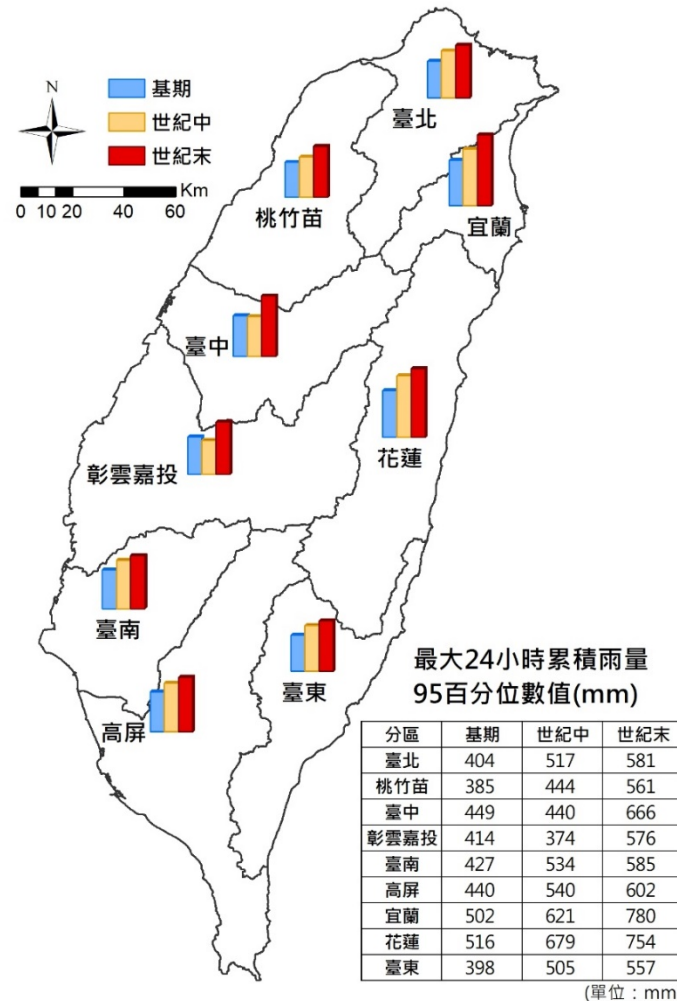 N
基期
世紀中
世紀末
Km
0 10 20 40 60
臺北
桃竹苗
宜蘭
臺中
花蓮
彰雲嘉投
臺南
臺東
高屏
最大24小時累積雨量
95百分位數值(mm)
分區 基期 世紀中 世紀末
臺北 404 517 581
桃竹苗 385 444 561
臺中 449 440 666
彰雲嘉投 414 374 576
臺南 427 534 585
高屏 440 540 602
宜蘭 502 621 780
花蓮 516 679 754
臺東 398 505 557
(單位：mm